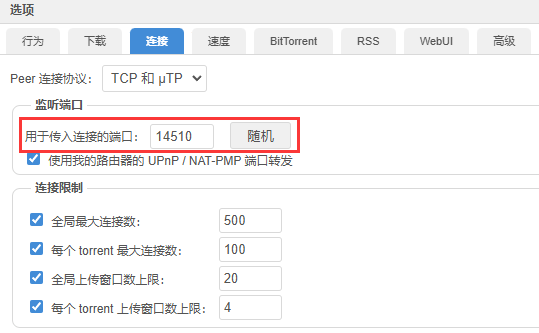 选项
行为 下载 连接 速度 BitTorrent RSS WebUI 高级
Peer 连接协议： TCP 和 μTP
监听端口
用于传入连接的端口： 14510 随机
使用我的路由器的 UPnP / NAT-PMP 端口转发
连接限制
全局最大连接数： 500
每个 torrent 最大连接数： 100
全局上传窗口数上限： 20
每个 torrent 上传窗口数上限： 4